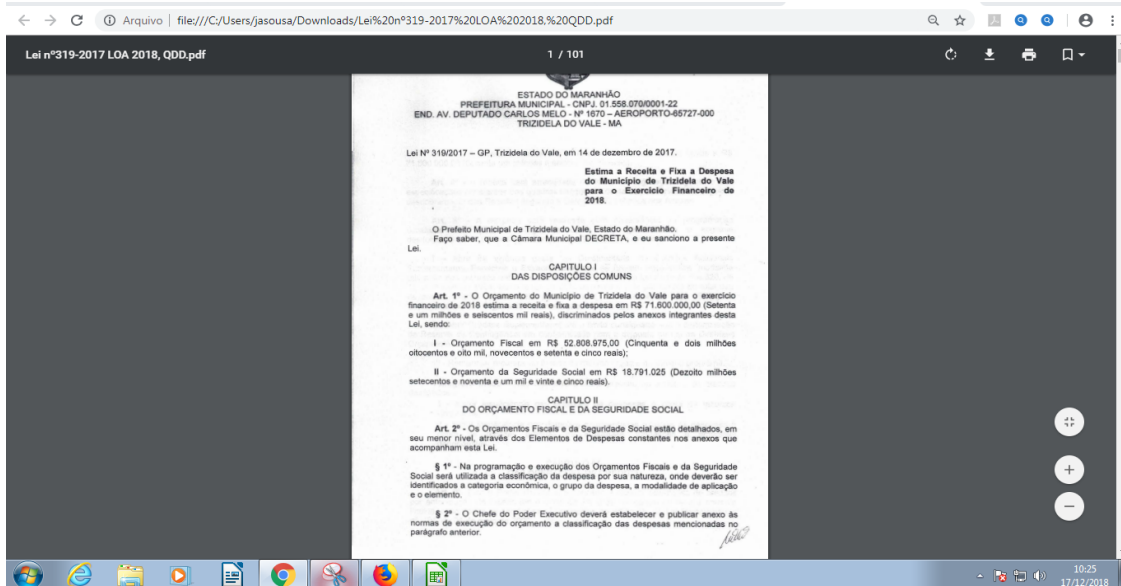 Arquivo | file:///C:/Users/jasousa/Downloads/Lei%20nº319-2017%20LOA%202018,%20QDD.pdf
Lei nº319-2017 LOA 2018, QDD.pdf
1 / 101
ESTADO DO MARANHÃO
PREFEITURA MUNICIPAL - CNPJ. 01.558.070/0001-22
END. AV. DEPUTADO CARLOS MELO - Nº 1670 – AEROPORTO-65727-000
TRIZIDELA DO VALE - MA
Lei Nº 319/2017 – GP, Trizidela do Vale, em 14 de dezembro de 2017.
Estima a Receita e Fixa a Despesa
do Município de Trizidela do Vale
para o Exercício Financeiro de
2018.
O Prefeito Municipal de Trizidela do Vale, Estado do Maranhão.
Faço saber, que a Câmara Municipal DECRETA, e eu sanciono a presente
Lei.
CAPITULO I
DAS DISPOSIÇÕES COMUNS
Art. 1º - O Orçamento do Município de Trizidela do Vale para o exercício
financeiro de 2018 estima a receita e fixa a despesa em R$ 71.600.000,00 (Setenta
e um milhões e seiscentos mil reais), discriminados pelos anexos integrantes desta
Lei, sendo:
I - Orçamento Fiscal em R$ 52.808.975,00 (Cinquenta e dois milhões
oitocentos e oito mil, novecentos e setenta e cinco reais);
II - Orçamento da Seguridade Social em R$ 18.791.025 (Dezoito milhões
setecentos e noventa e um mil e vinte e cinco reais).
CAPITULO II
DO ORÇAMENTO FISCAL E DA SEGURIDADE SOCIAL
Art. 2º - Os Orçamentos Fiscais e da Seguridade Social estão detalhados, em
seu menor nível, através dos Elementos de Despesas constantes nos anexos que
acompanham esta Lei.
§ 1º - Na programação e execução dos Orçamentos Fiscais e da Seguridade
Social será utilizada a classificação da despesa por sua natureza, onde deverão ser
identificados a categoria econômica, o grupo da despesa, a modalidade de aplicação
e o elemento.
§ 2º - O Chefe do Poder Executivo deverá estabelecer e publicar anexo às
normas de execução do orçamento a classificação das despesas mencionadas no
parágrafo anterior.
10:25
17/12/2018